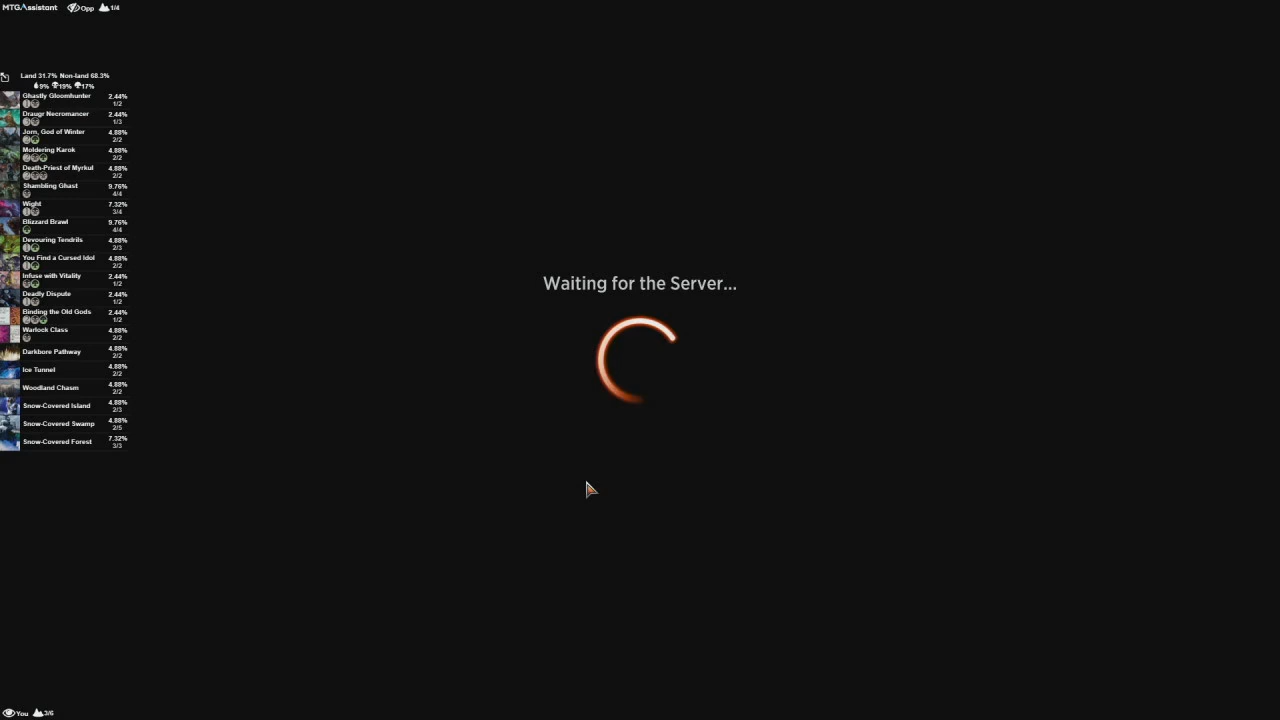 MTGAssistant Opp 1/4
Land 31.7% Non-land 68.3%
9% 19% 17%
Ghastly Gloomhunter 2.44%
1/2
Draugr Necromancer 2.44%
1/3
Jorn, God of Winter 4.88%
2/2
Moldering Karok 4.88%
2/2
Death-Priest of Myrkul 4.88%
2/2
Shambling Ghast 9.76%
4/4
Wight 7.32%
3/4
Blizzard Brawl 9.76%
4/4
Devouring Tendrils 4.88%
2/3
You Find a Cursed Idol 4.88%
2/2
Infuse with Vitality 2.44%
1/2
Deadly Dispute 2.44%
1/2
Binding the Old Gods 2.44%
1/2
Warlock Class 4.88%
2/2
Darkbore Pathway 4.88%
2/2
Ice Tunnel 4.88%
2/2
Woodland Chasm 4.88%
2/2
Snow-Covered Island 4.88%
2/3
Snow-Covered Swamp 4.88%
2/5
Snow-Covered Forest 7.32%
3/3
Waiting for the Server...
You 3/6